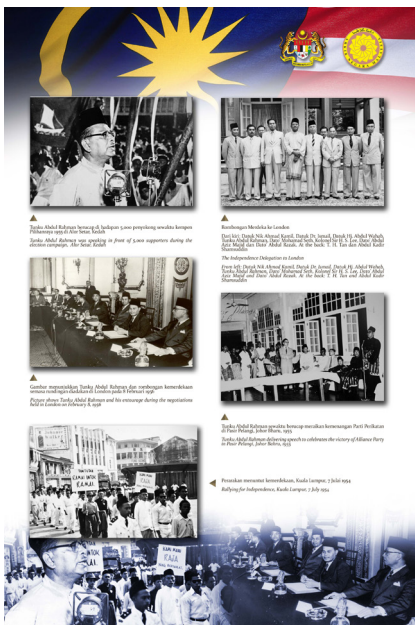 Tunku Abdul Rahman berucap di hadapan 5,000 penyokong sewaktu kempen
Pilihanraya 1955 di Alor Setar, Kedah
Tunku Abdul Rahman was speaking in front of 5,000 supporters during the
election campaign, Alor Setar, Kedah
Gambar menunjukkan Tunku Abdul Rahman dan rombongan kemerdekaan
semasa rundingan diadakan di London pada 8 Februari 1956
Picture shows Tunku Abdul Rahman and his entourage during the negotiations
held in London on February 8, 1956
Rombongan Merdeka ke London
Dari kiri: Datuk Nik Ahmad Kamil, Datuk Dr. Ismail, Datuk Hj. Abdul Wahab,
Tunku Abdul Rahman, Dato' Mohamad Seth, Kolonel Sir H. S. Lee, Dato' Abdul
Aziz Majid dan Dato' Abdul Razak. At the back: T. H. Tan dan Abdul Kadir
Shamsuddin
The Independence Delegation to London
From left: Datuk Nik Ahmad Kamil, Datuk Dr. Ismail, Datuk Hj. Abdul Wahab,
Tunku Abdul Rahman, Dato' Mohamad Seth, Kolonel Sir H. S. Lee, Dato' Abdul
Aziz Majid and Dato' Abdul Razak. At the back: T. H. Tan and Abdul Kadir
Shamsuddin
Tunku Abdul Rahman sewaktu berucap meraikan kemenangan Parti Perikatan
di Pasir Pelangi, Johor Bharu, 1955
Tunku Abdul Rahman delivering speech to celebrates the victory of Alliance Party
in Pasir Pelangi, Johor Bahru, 1955
Perarakan menuntut kemerdekaan, Kuala Lumpur, 7 Julai 1954
Rallying for Independence, Kuala Lumpur, 7 July 1954